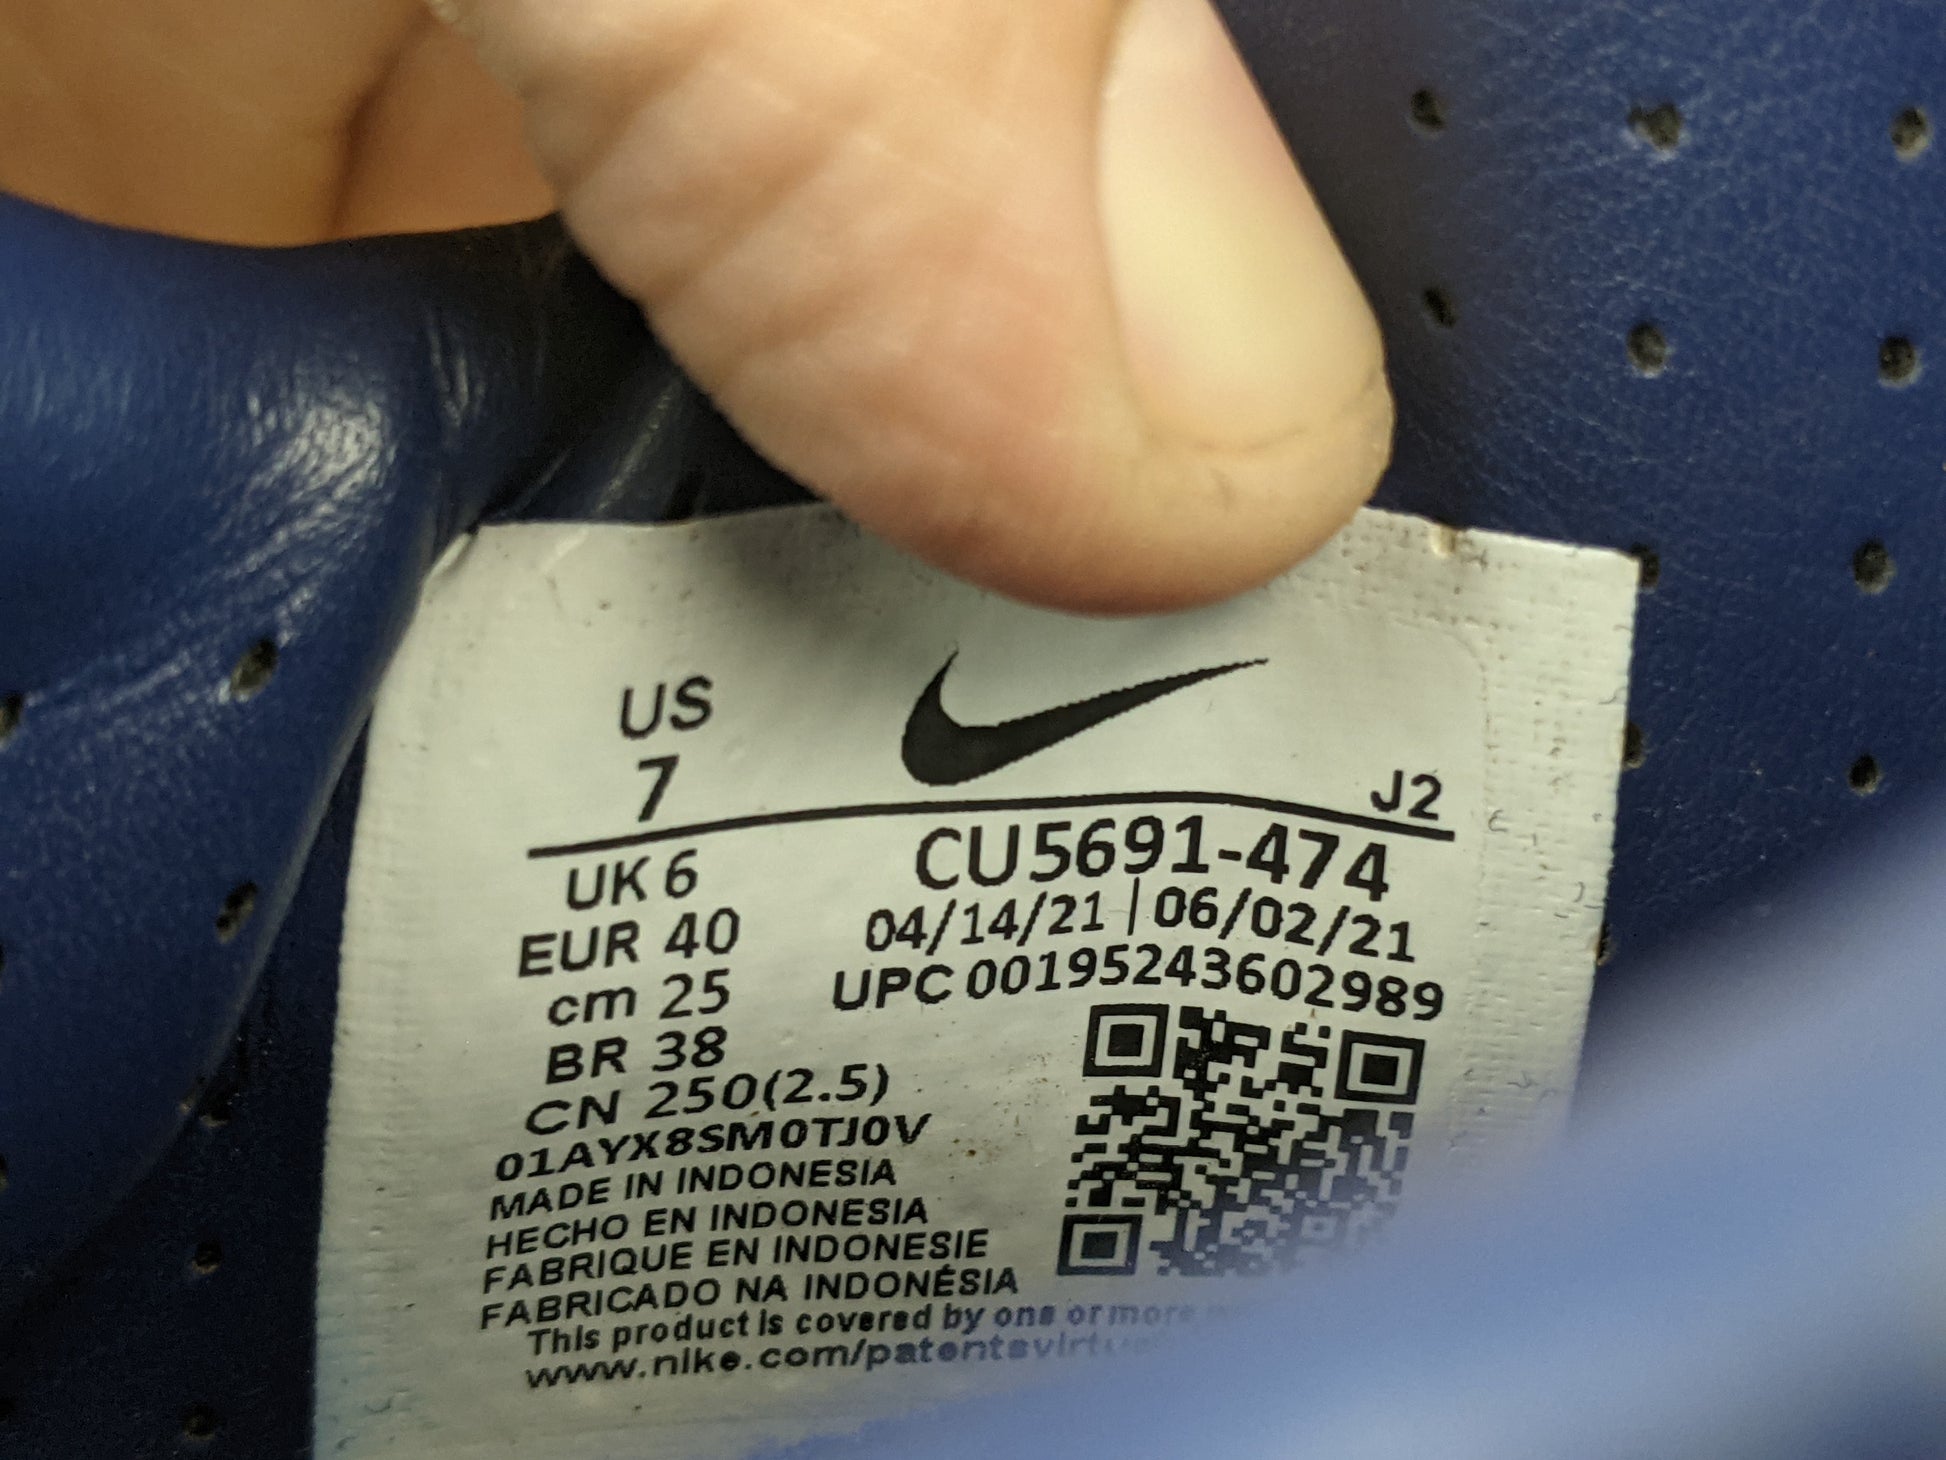 US
7
J2
UK 6
EUR 40
cm 25
BR 38
CN 250(2.5)
CU5691-474
04/14/21 | 06/02/21
UPC 00195243602989
01AYX8SM0TJ0V
MADE IN INDONESIA
HECHO EN INDONESIA
FABRIQUE EN INDONESIE
FABRICADO NA INDONÉSIA
This product is covered by one or more
www.nike.com/patents